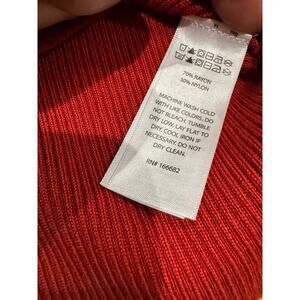 70% RAYON
30% NYLON
MACHINE WASH COLD
WITH LIKE COLORS, DO
NOT BLEACH, TUMBLE
DRY LOW, LAY FLAT TO
DRY, COOL IRON IF
NECESSARY, DO NOT
DRY CLEAN.
RN# 166682